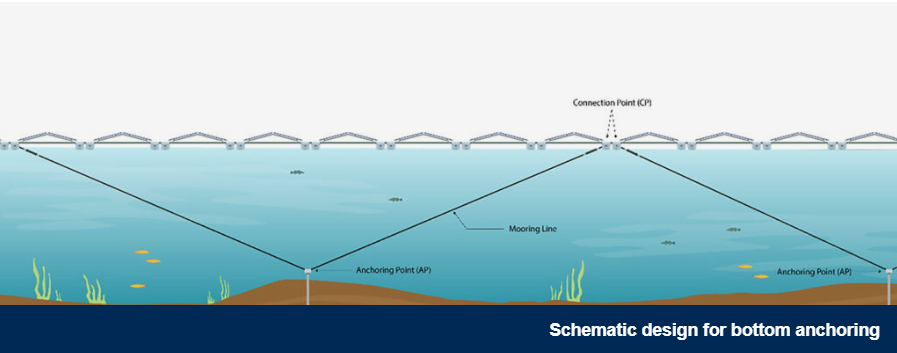 Connection Point (CP)
Mooring Line
Anchoring Point (AP)
Anchoring Point (AP)
Schematic design for bottom anchoring